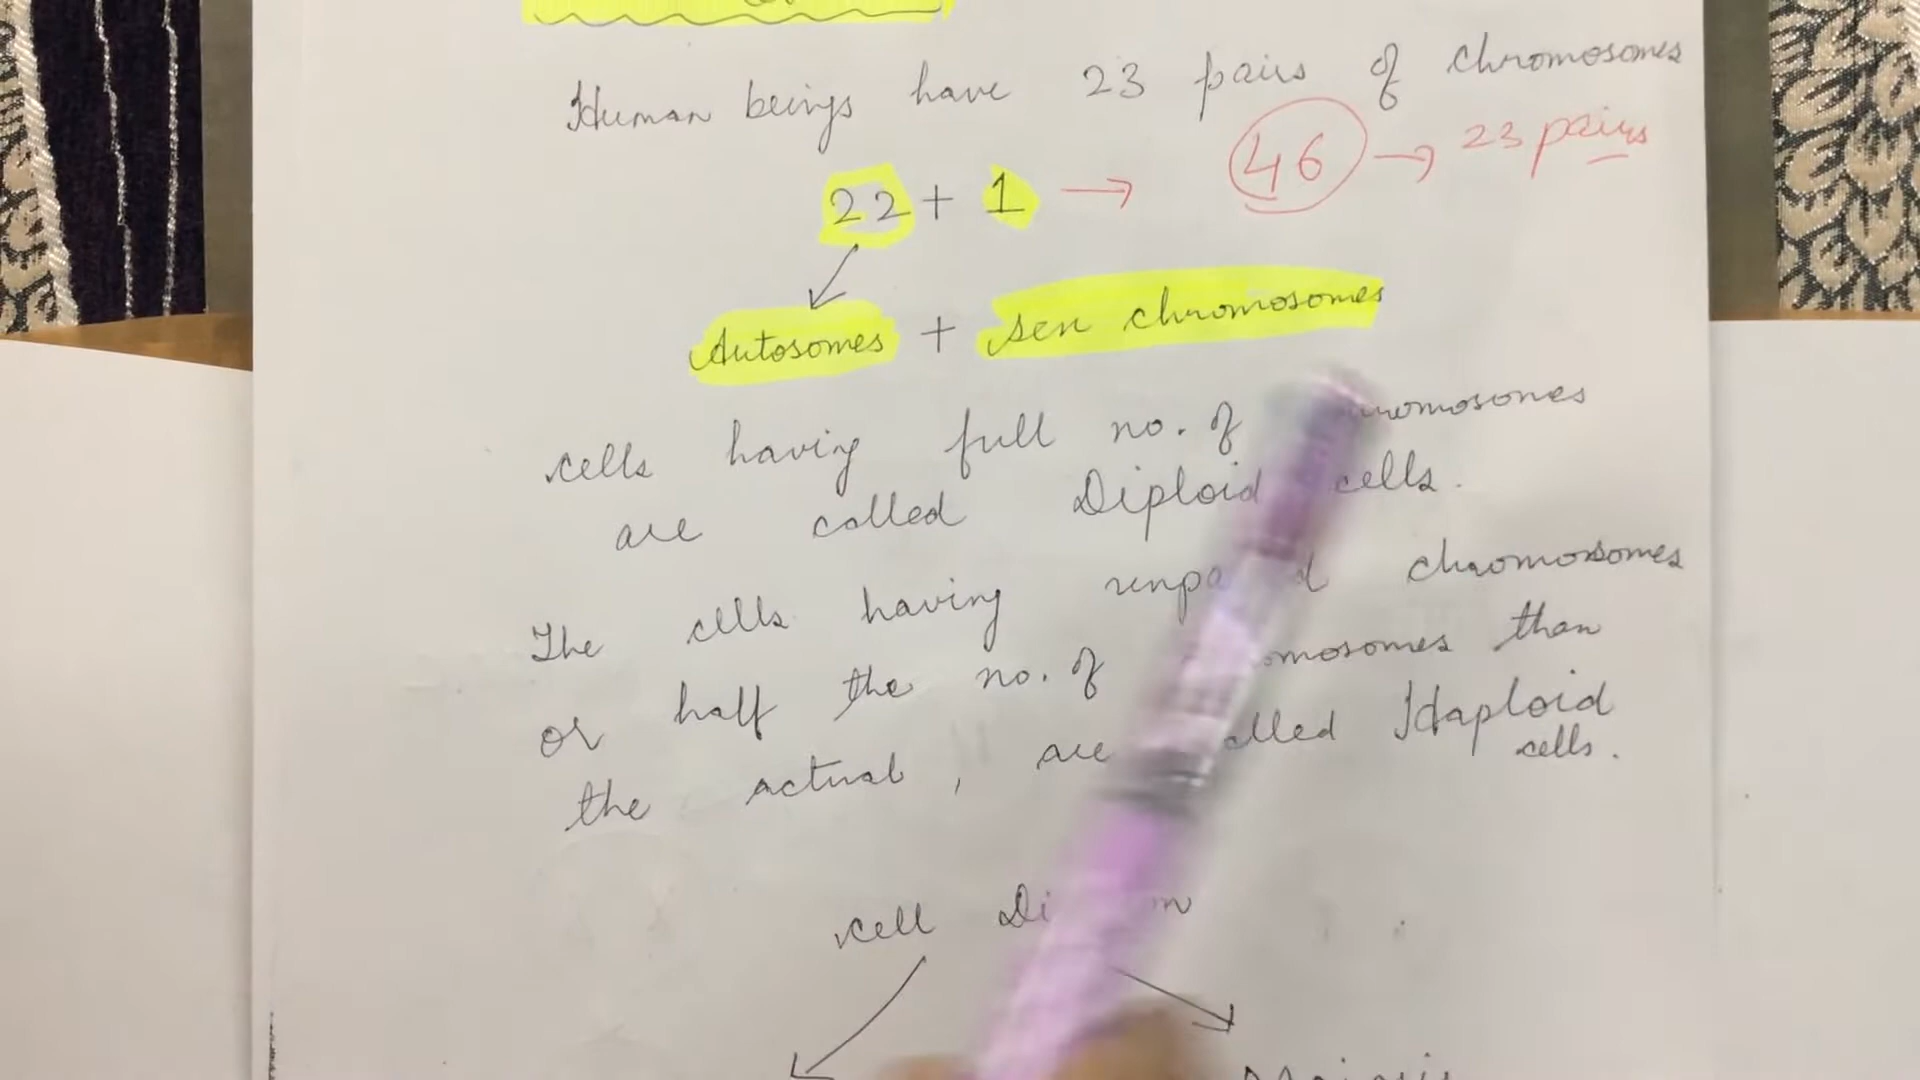 Human beings have 23 pairs of chromosomes
22 + 1 → 46 → 23 pairs
Autosomes + sex chromosomes
cells having full no. of
are called Diploid cells.
The cells having chromosomes
or half the no. of than
the actual, are Haploid
cells.
cell